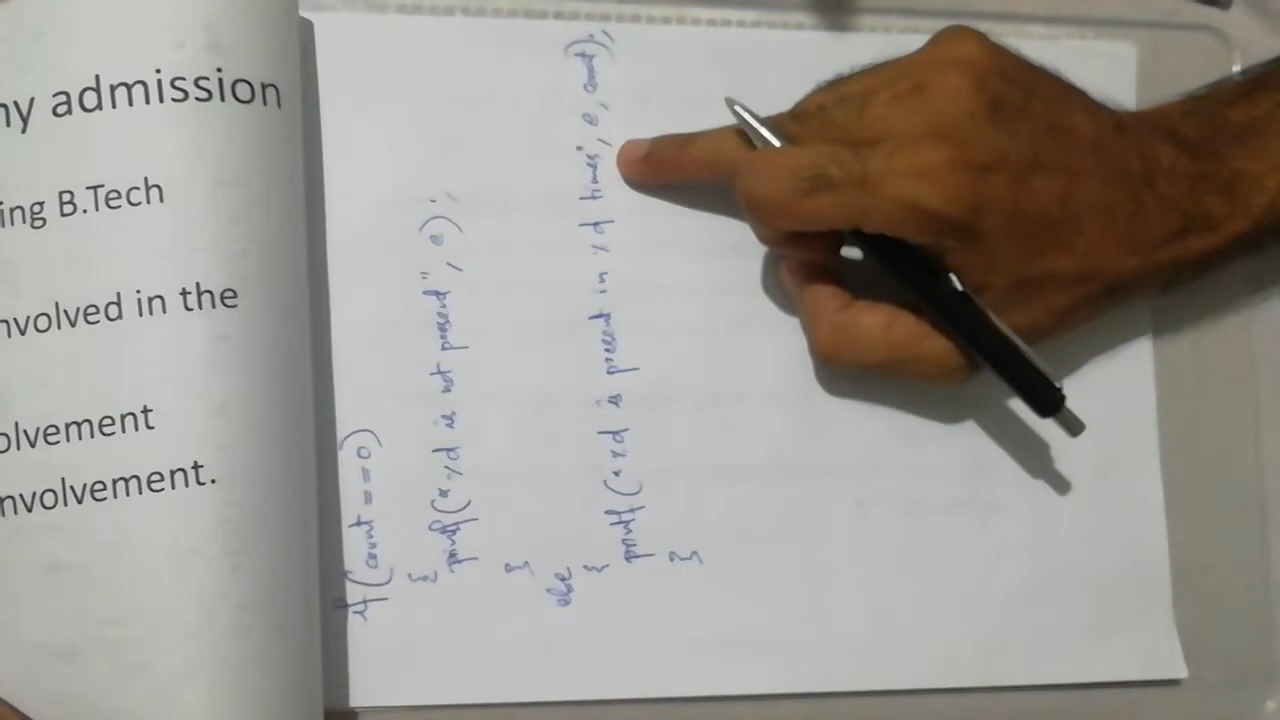 ny admission
ing B.Tech
nvolved in the
olvement
nvolvement.
if (count == 0)
{
printf("%d is not present", e);
}
else
{
printf("%d is present in %d times", e, count);
}